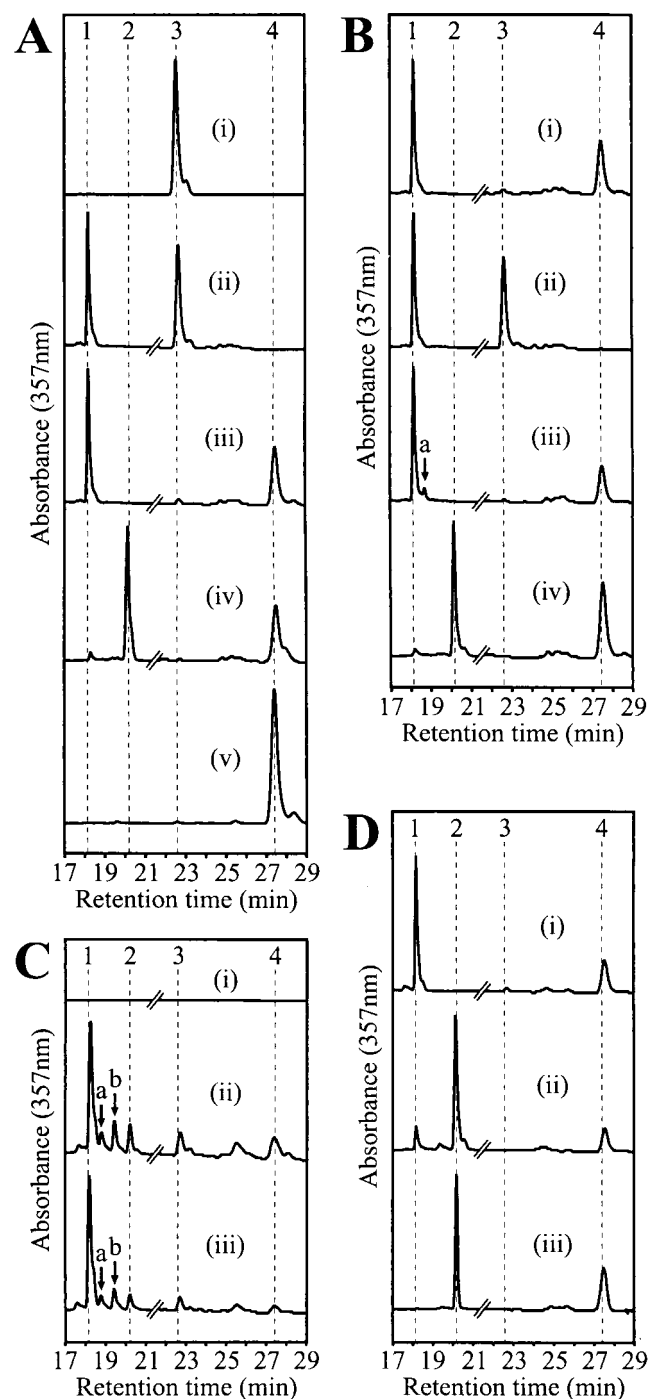 A
1 2 3 4
(i)
(ii)
(iii)
(iv)
(v)
Absorbance (357nm)
17 19 21 23 25 27 29
Retention time (min)
B
1 2 3 4
(i)
(ii)
a
(iii)
(iv)
Absorbance (357nm)
17 19 21 23 25 27 29
Retention time (min)
C
1 2 3 4
(i)
a b
(ii)
a b
(iii)
Absorbance (357nm)
17 19 21 23 25 27 29
Retention time (min)
D
1 2 3 4
(i)
(ii)
(iii)
Absorbance (357nm)
17 19 21 23 25 27 29
Retention time (min)